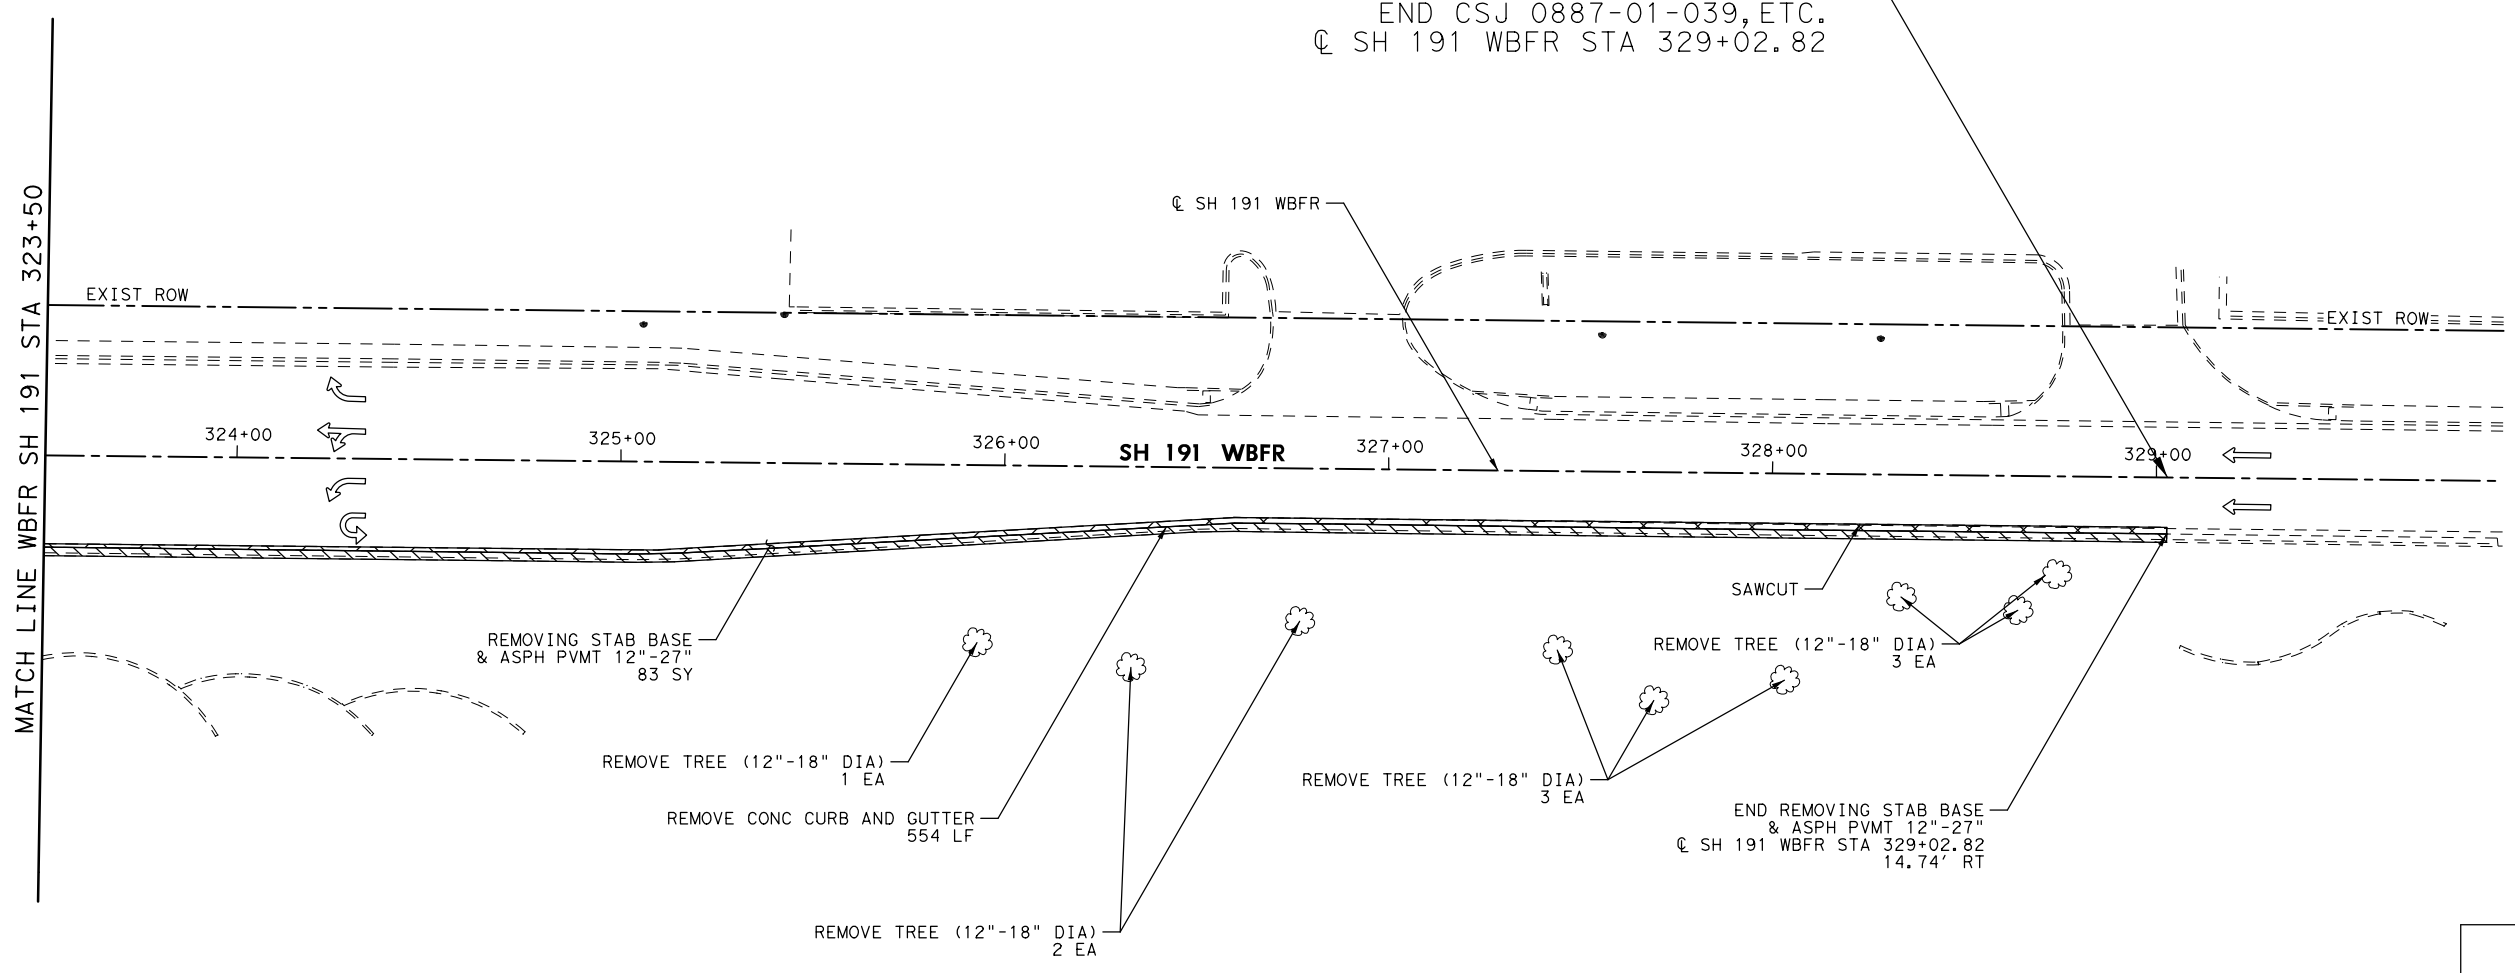 END CSJ 0887-01-039, ETC.
℄ SH 191 WBFR STA 329+02.82
MATCH LINE WBFR SH 191 STA 323+50
℄ SH 191 WBFR
EXIST ROW
EXIST ROW
324+00
325+00
326+00
SH 191 WBFR
327+00
328+00
329+00
SAWCUT
REMOVING STAB BASE
& ASPH PVMT 12"-27"
83 SY
REMOVE TREE (12"-18" DIA)
3 EA
REMOVE TREE (12"-18" DIA)
1 EA
REMOVE TREE (12"-18" DIA)
3 EA
REMOVE CONC CURB AND GUTTER
554 LF
END REMOVING STAB BASE
& ASPH PVMT 12"-27"
℄ SH 191 WBFR STA 329+02.82
14.74' RT
REMOVE TREE (12"-18" DIA)
2 EA